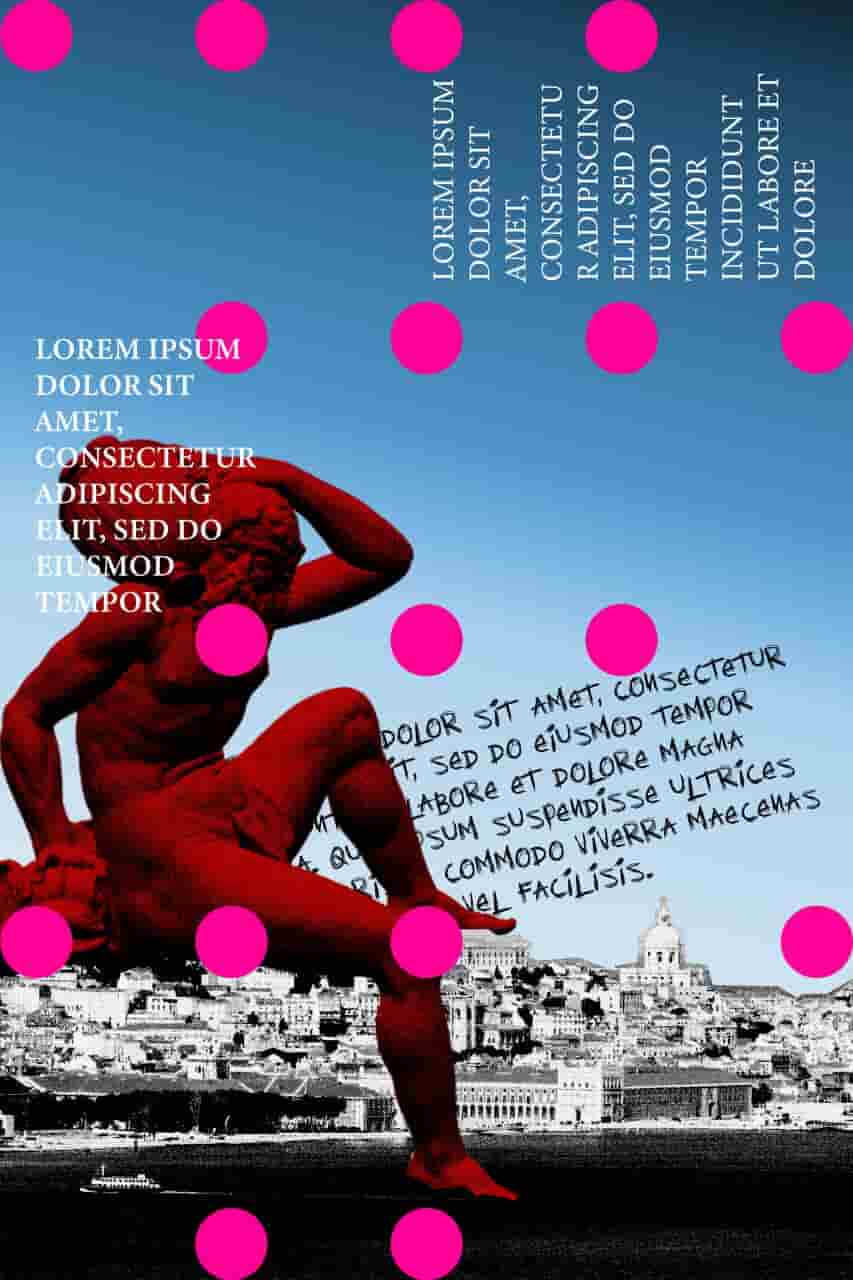 LOREM IPSUM
DOLOR SIT
AMET,
CONSECTETU
R ADIPISCING
ELIT, SED DO
EIUSMOD
TEMPOR
INCIDIDUNT
UT LABORE ET
DOLORE
LOREM IPSUM
DOLOR SIT
AMET,
CONSECTETUR
ADIPISCING
ELIT, SED DO
EIUSMOD
TEMPOR
DOLOR SIT AMET, CONSECTETUR
SED DO EIUSMOD TEMPOR
LABORE ET DOLORE MAGNA
SUSPENDISSE ULTRICES
COMMODO VIVERRA MAECENAS
VEL FACILISIS.